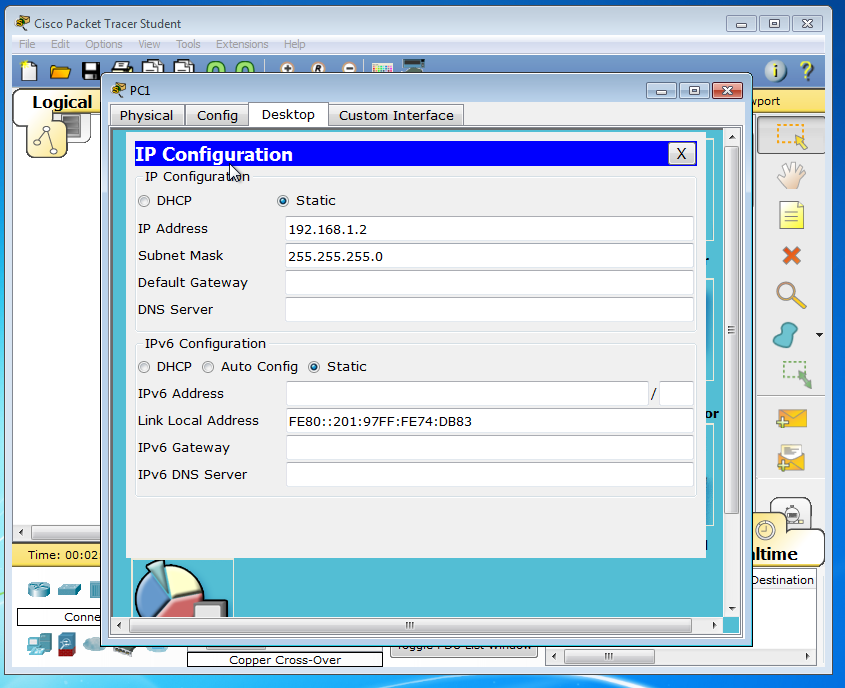 Cisco Packet Tracer Student
File Edit Options View Tools Extensions Help
Logical
PC1
Physical Config Desktop Custom Interface
IP Configuration X
IP Configuration
DHCP Static
IP Address 192.168.1.2
Subnet Mask 255.255.255.0
Default Gateway
DNS Server
IPv6 Configuration
DHCP Auto Config Static
IPv6 Address /
Link Local Address FE80::201:97FF:FE74:DB83
IPv6 Gateway
IPv6 DNS Server
wport
or
Time: 00:02
ltime
Destination
Conne
Copper Cross-Over
Toggle PDU List Window